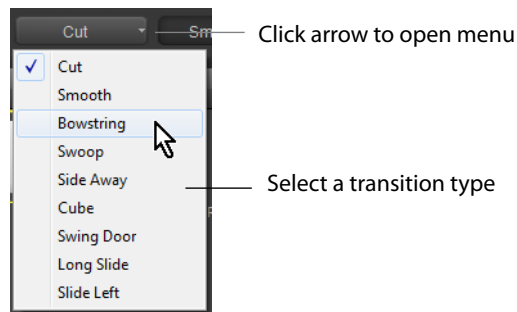 Cut Sm Click arrow to open menu
Cut
Smooth
Bowstring
Swoop
Side Away Select a transition type
Cube
Swing Door
Long Slide
Slide Left